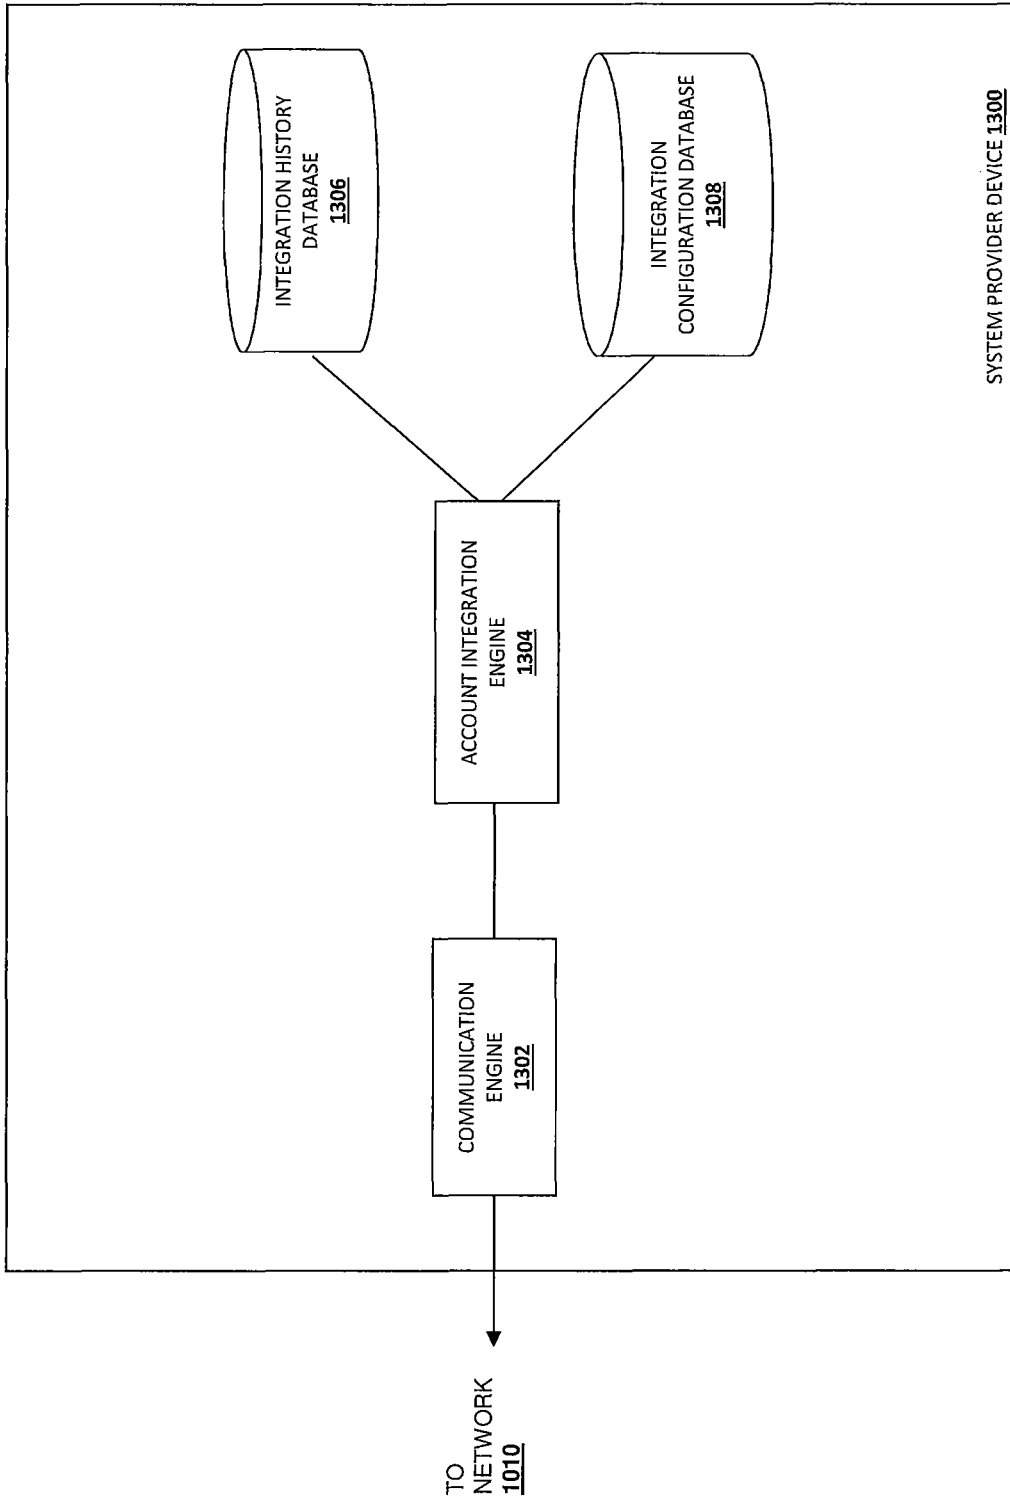 TO
NETWORK
1010
COMMUNICATION
ENGINE
1302
ACCOUNT INTEGRATION
ENGINE
1304
INTEGRATION HISTORY
DATABASE
1306
INTEGRATION
CONFIGURATION DATABASE
1308
SYSTEM PROVIDER DEVICE 1300